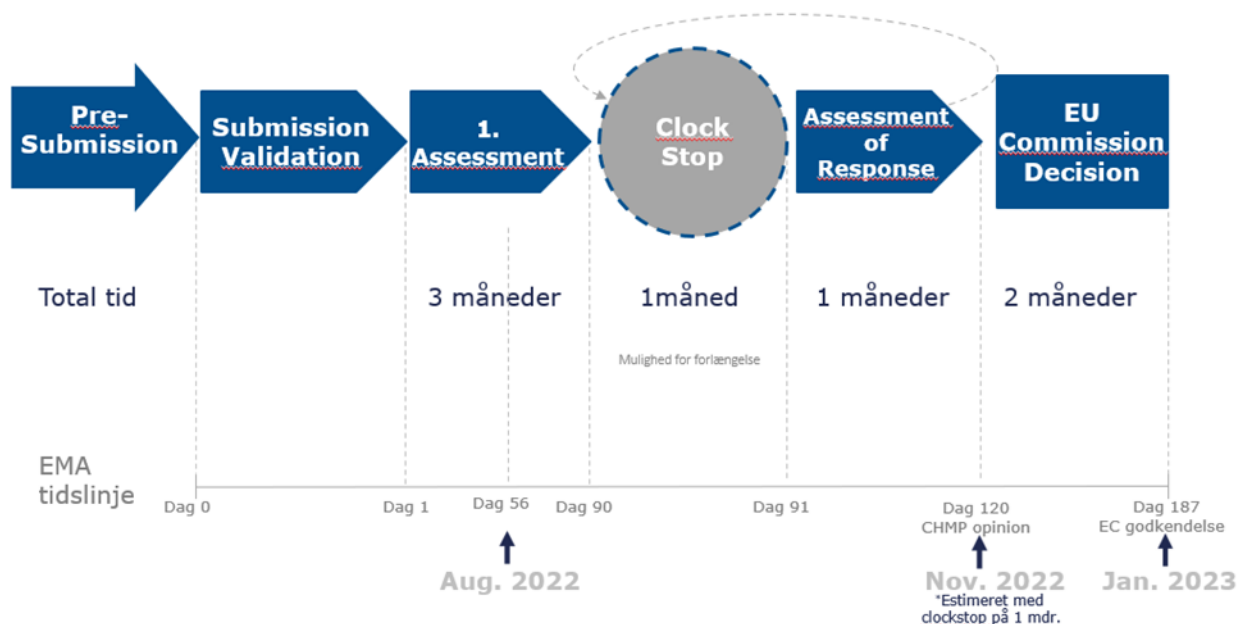 Pre-
Submission
Submission
Validation
1.
Assessment
Clock
Stop
Assessment
of
Response
EU
Commission
Decision
Total tid
3 måneder
1måned
1 måneder
2 måneder
Mulighed for forlængelse
EMA
tidslinje
Dag 0
Dag 1
Dag 56
Dag 90
Dag 91
Dag 120
CHMP opinion
Dag 187
EC godkendelse
Aug. 2022
Nov. 2022
Jan. 2023
*Estimeret med
clockstop på 1 mdr.